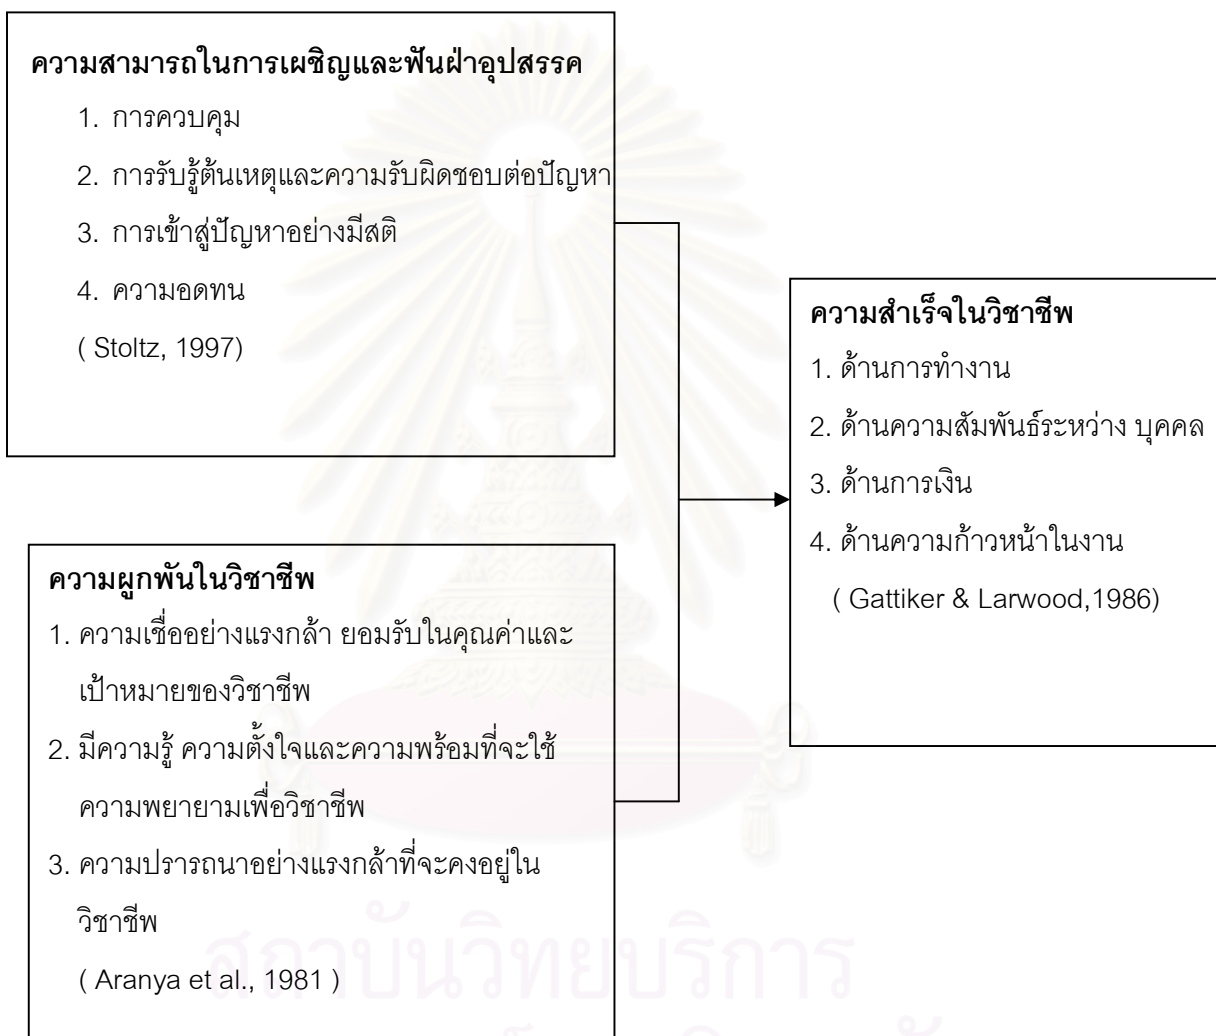 ความสามารถในการเผชิญและฟันฝ่าอุปสรรค
1. การควบคุม
2. การรับรู้ต้นเหตุและความรับผิดชอบต่อปัญหา
3. การเข้าสู่ปัญหาอย่างมีสติ
4. ความอดทน
( Stoltz, 1997)
ความผูกพันในวิชาชีพ
1. ความเชื่ออย่างแรงกล้า ยอมรับในคุณค่าและ
เป้าหมายของวิชาชีพ
2. มีความรู้ ความตั้งใจและความพร้อมที่จะใช้
ความพยายามเพื่อวิชาชีพ
3. ความปรารถนาอย่างแรงกล้าที่จะคงอยู่ใน
วิชาชีพ
( Aranya et al., 1981 )
ความสำเร็จในวิชาชีพ
1. ด้านการทำงาน
2. ด้านความสัมพันธ์ระหว่าง บุคคล
3. ด้านการเงิน
4. ด้านความก้าวหน้าในงาน
( Gattiker & Larwood,1986)
สถาบันวิทยบริการ